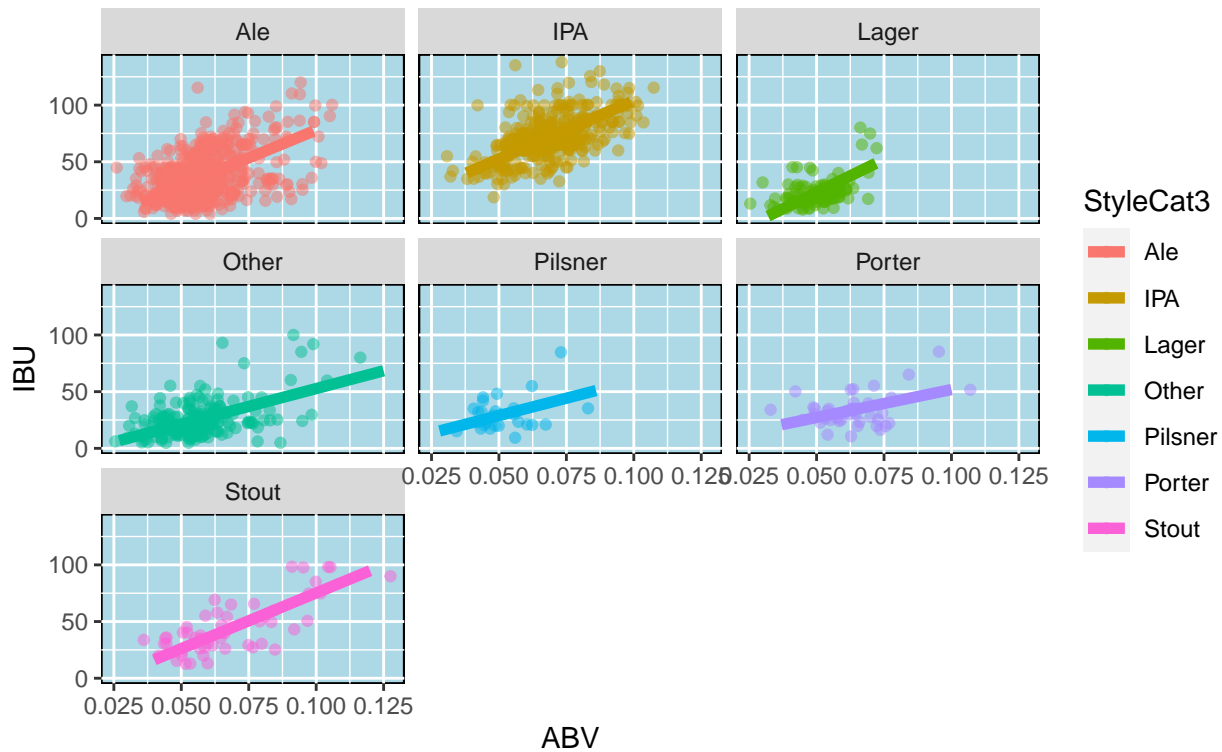 Ale IPA Lager
100
50
0
Other Pilsner Porter
100
50
0
0.025 0.050 0.075 0.100 0.125 0.025 0.050 0.075 0.100 0.125
Stout
100
50
0
0.025 0.050 0.075 0.100 0.125
ABV
IBU
StyleCat3
Ale
IPA
Lager
Other
Pilsner
Porter
Stout